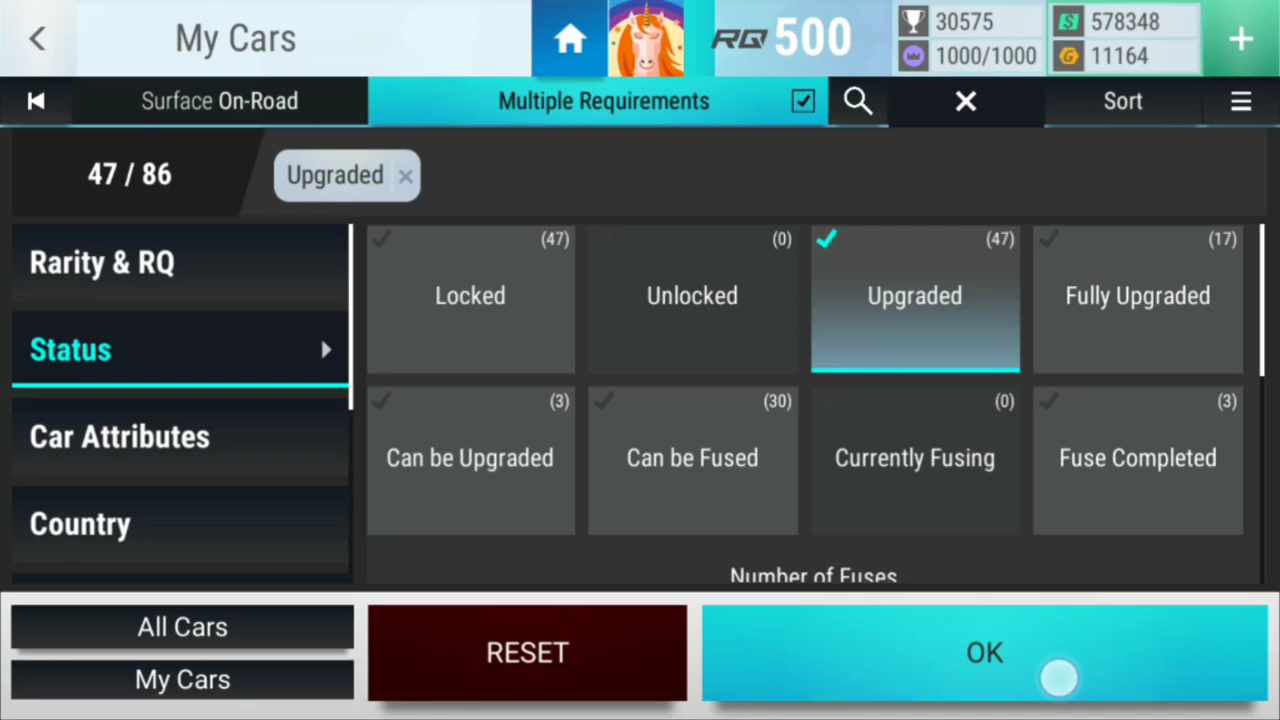 My Cars
RQ 500
30575
1000/1000
578348
11164
+
Surface On-Road
Multiple Requirements
Sort
47 / 86
Upgraded ×
Rarity & RQ
Status
Car Attributes
Country
(47)
Locked
(0)
Unlocked
(47)
Upgraded
(17)
Fully Upgraded
(3)
Can be Upgraded
(30)
Can be Fused
(0)
Currently Fusing
(3)
Fuse Completed
Number of Fuses
All Cars
My Cars
RESET
OK